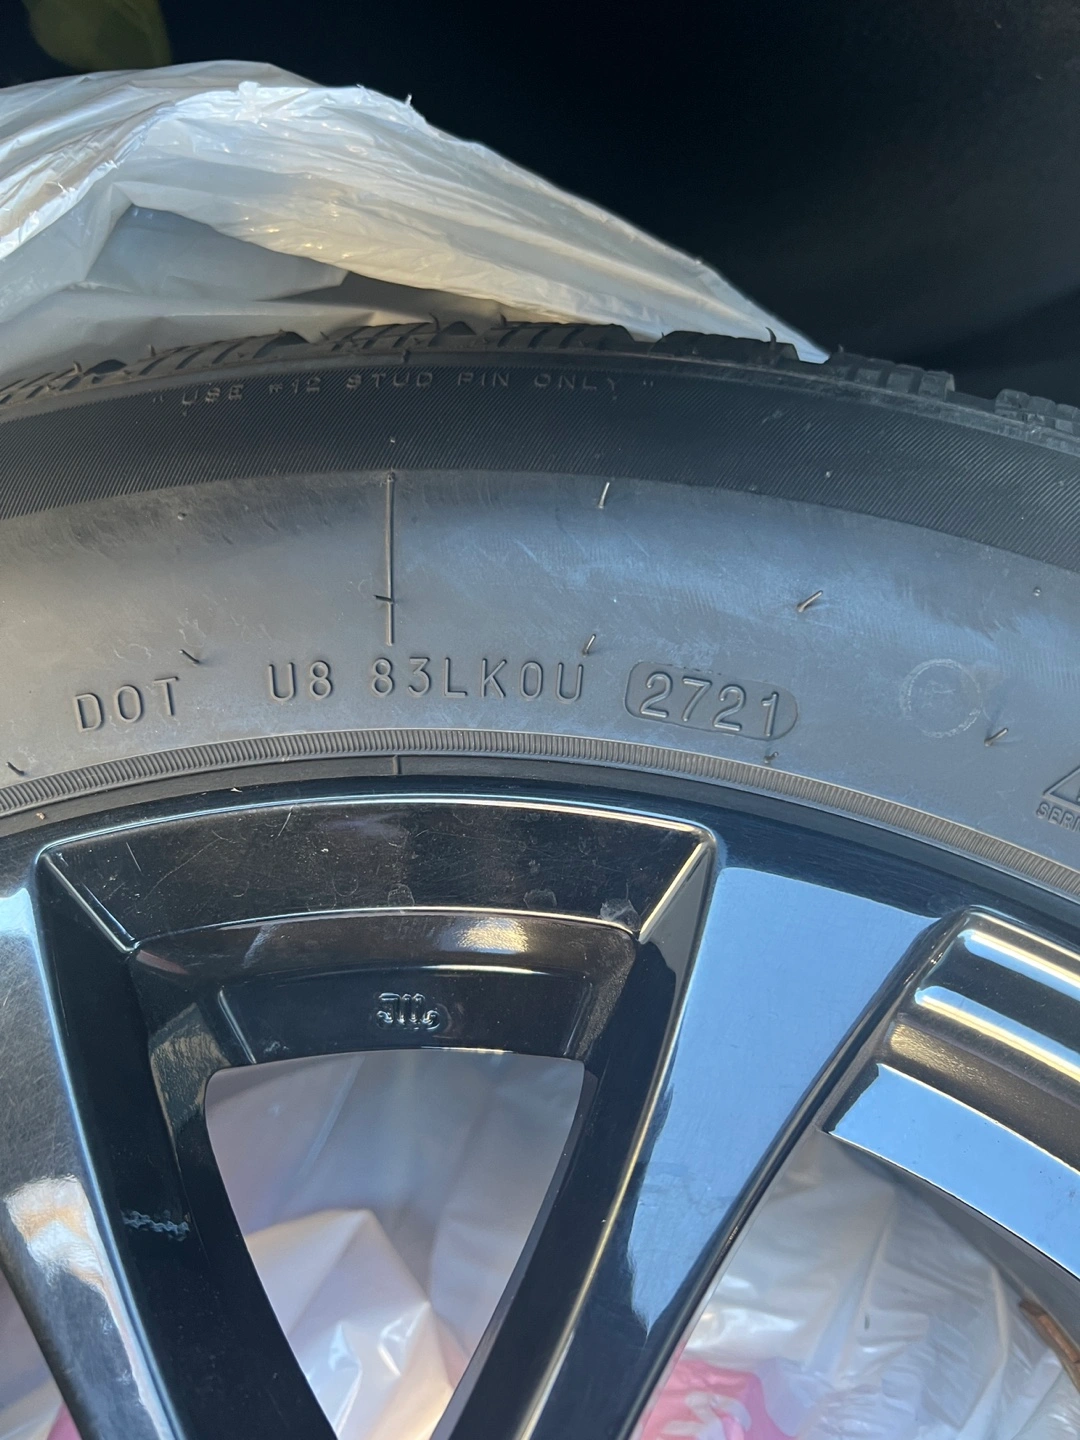 "USE #12 STUD PIN ONLY"
DOT U8 83LK0U 2721